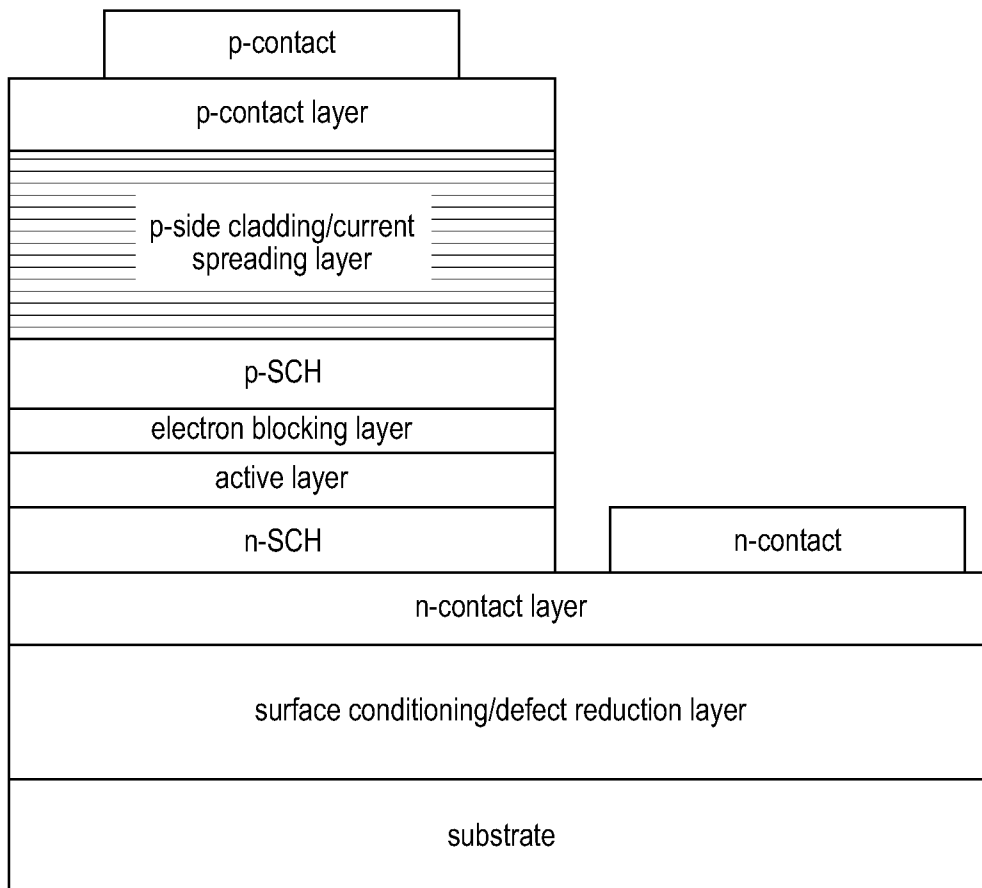 p-contact
p-contact layer
p-side cladding/current
spreading layer
p-SCH
electron blocking layer
active layer
n-SCH
n-contact
n-contact layer
surface conditioning/defect reduction layer
substrate